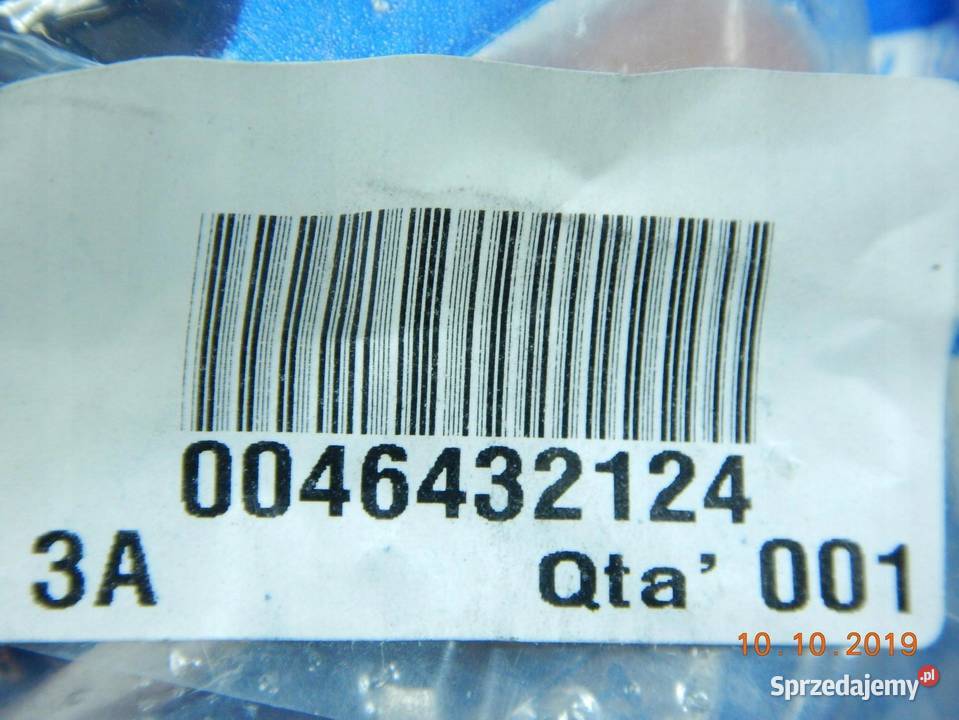 0046432124
3A Qta' 001
10.10.2019
Sprzedajemy.pl